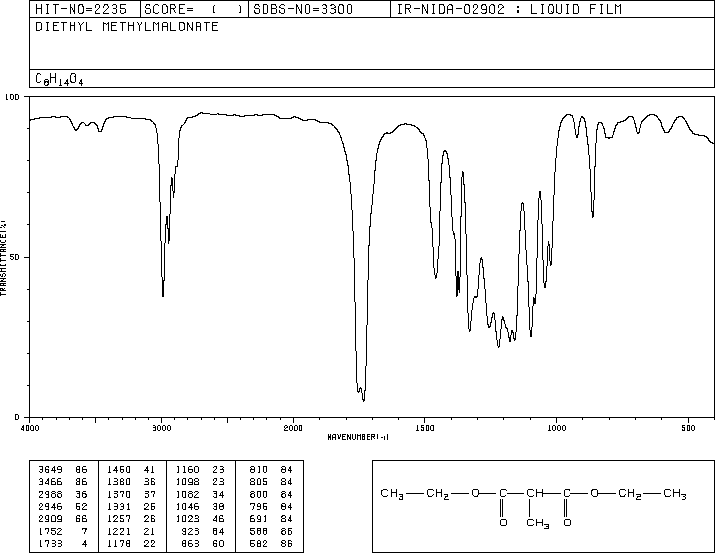 HIT-NO=2235 SCORE= ( ) SDBS-NO=3300 IR-NIDA-02902 : LIQUID FILM
DIETHYL METHYLMALONATE
C8H14O4
100
50
0
TRANSMITTANCE(%)
4000 3000 2000 1500 1000 500
WAVENUMBER(-1)
3649 86 1460 41 1160 23 810 84
3466 86 1380 36 1098 23 805 84
2988 36 1370 37 1082 34 800 84
2946 52 1331 26 1046 38 796 84
2909 66 1257 26 1023 46 691 84
1752 7 1221 21 923 84 588 86
1733 4 1178 22 863 60 582 86
CH3 CH2 O C CH C O CH2 CH3
O CH3 O